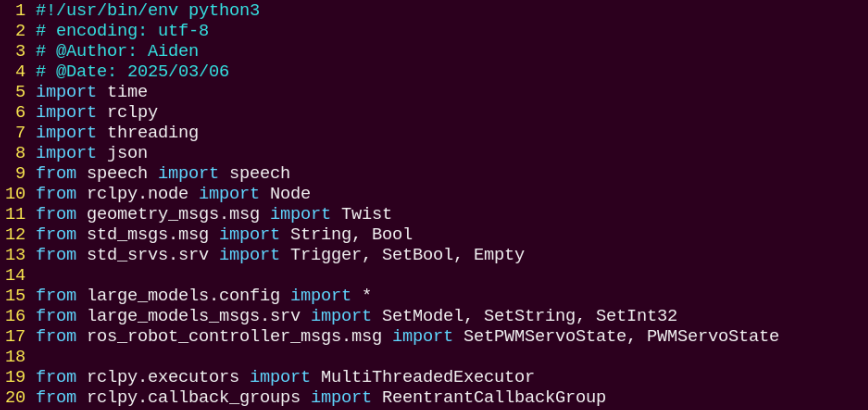 1 #!/usr/bin/env python3
2 # encoding: utf-8
3 # @Author: Aiden
4 # @Date: 2025/03/06
5 import time
6 import rclpy
7 import threading
8 import json
9 from speech import speech
10 from rclpy.node import Node
11 from geometry_msgs.msg import Twist
12 from std_msgs.msg import String, Bool
13 from std_srvs.srv import Trigger, SetBool, Empty
14
15 from large_models.config import *
16 from large_models_msgs.srv import SetModel, SetString, SetInt32
17 from ros_robot_controller_msgs.msg import SetPWMServoState, PWMServoState
18
19 from rclpy.executors import MultiThreadedExecutor
20 from rclpy.callback_groups import ReentrantCallbackGroup